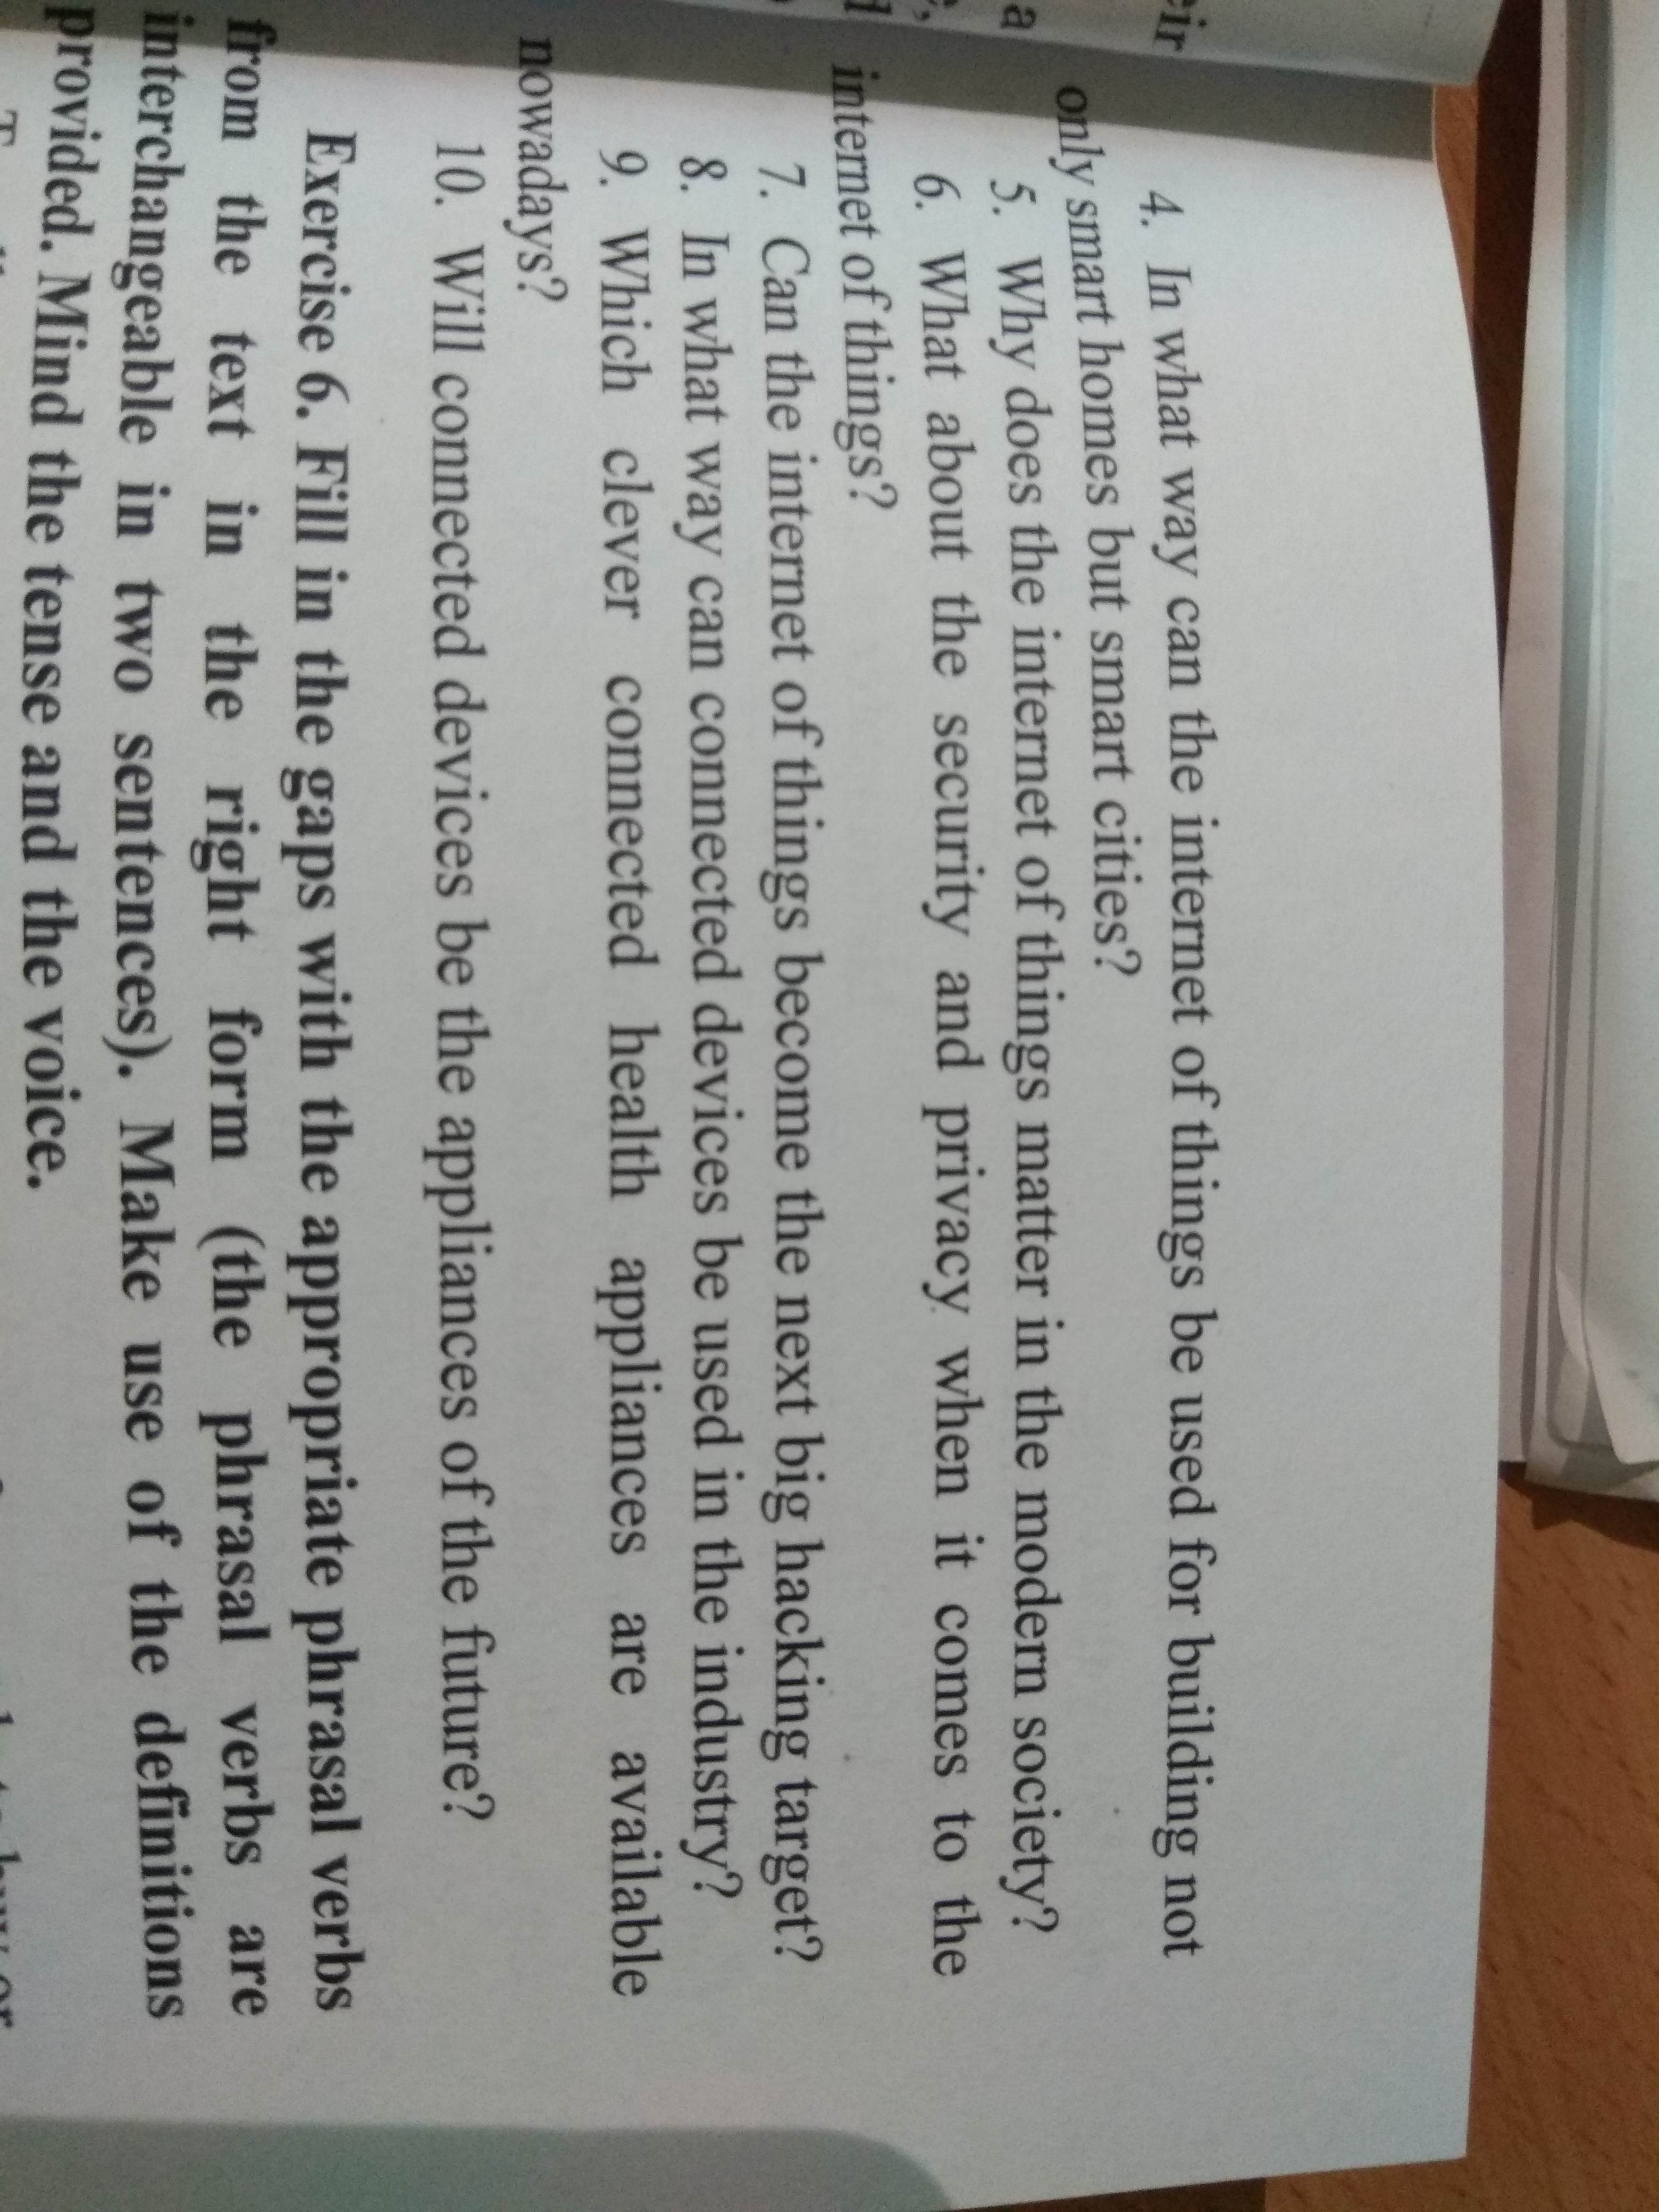 eir
a
4. In what way can the internet of things be used for building not
only smart homes but smart cities?
5. Why does the internet of things matter in the modern society?
6. What about the security and privacy when it comes to the
internet of things?
7. Can the internet of things become the next big hacking target?
8. In what way can connected devices be used in the industry?
9. Which clever connected health appliances are available
nowadays?
10. Will connected devices be the appliances of the future?
Exercise 6. Fill in the gaps with the appropriate phrasal verbs
from the text in the right form (the phrasal verbs are
interchangeable in two sentences). Make use of the definitions
provided. Mind the tense and the voice.